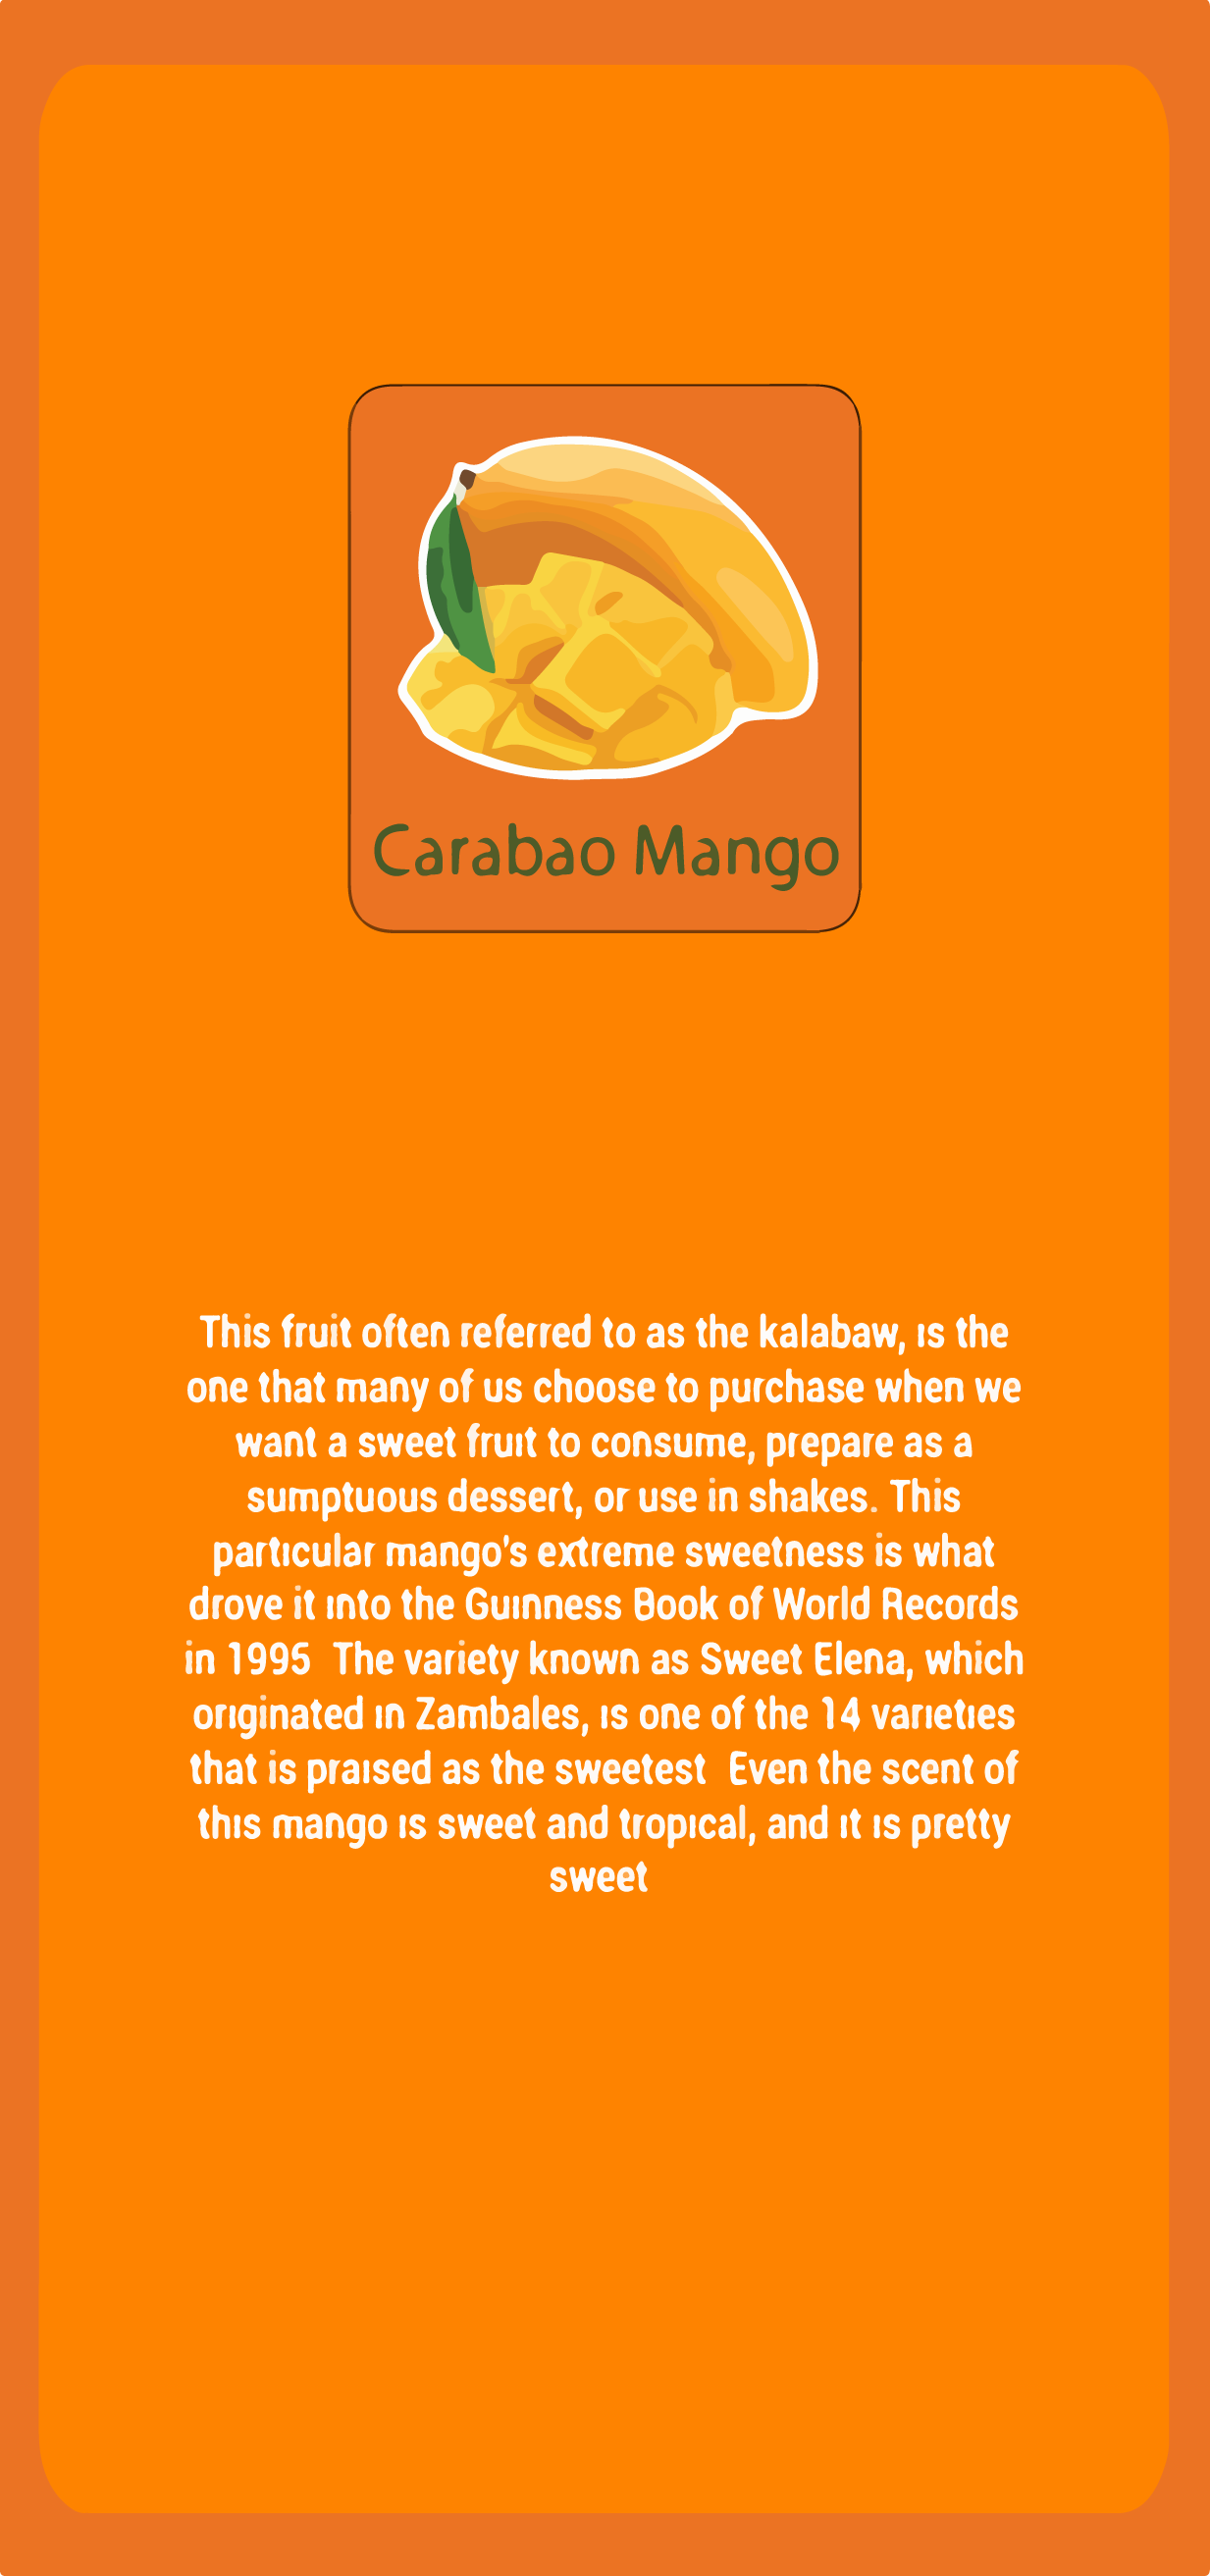 Carabao Mango
This fruit often referred to as the kalabaw, is the
one that many of us choose to purchase when we
want a sweet fruit to consume, prepare as a
sumptuous dessert, or use in shakes. This
particular mango's extreme sweetness is what
drove it into the Guinness Book of World Records
in 1995  The variety known as Sweet Elena, which
originated in Zambales, is one of the 14 varieties
that is praised as the sweetest  Even the scent of
this mango is sweet and tropical, and it is pretty
sweet